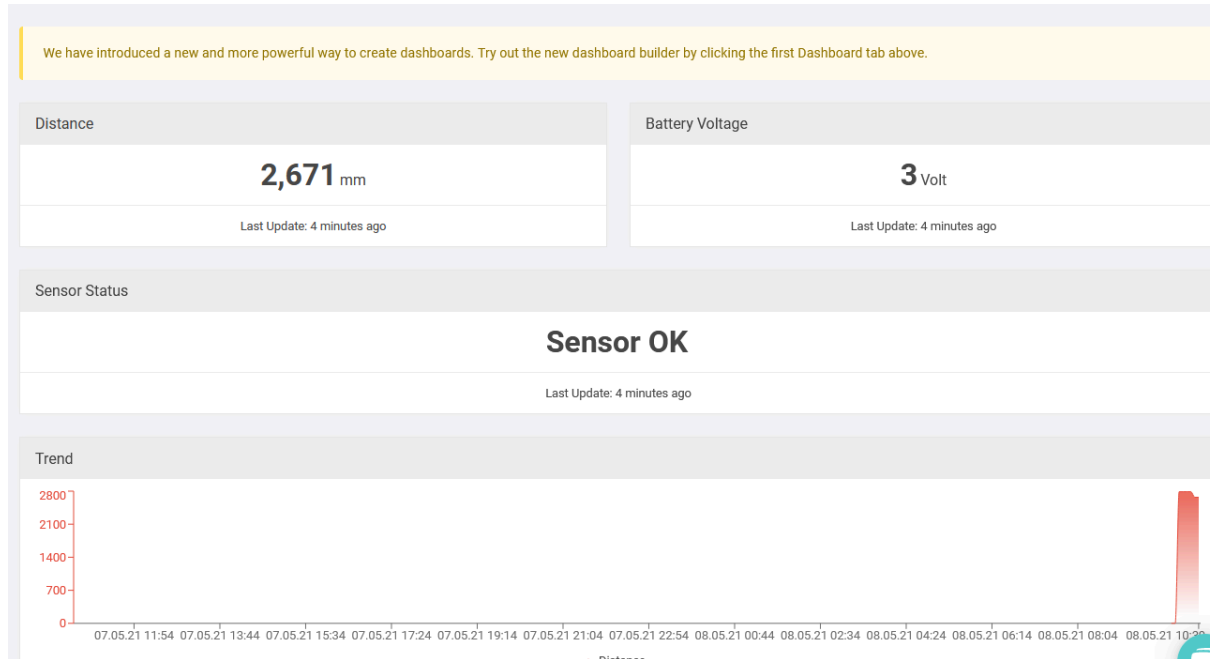 We have introduced a new and more powerful way to create dashboards. Try out the new dashboard builder by clicking the first Dashboard tab above.
Distance
2,671 mm
Last Update: 4 minutes ago
Battery Voltage
3 Volt
Last Update: 4 minutes ago
Sensor Status
Sensor OK
Last Update: 4 minutes ago
Trend
2800
2100
1400
700
0
07.05.21 11:54 07.05.21 13:44 07.05.21 15:34 07.05.21 17:24 07.05.21 19:14 07.05.21 21:04 07.05.21 22:54 08.05.21 00:44 08.05.21 02:34 08.05.21 04:24 08.05.21 06:14 08.05.21 08:04 08.05.21
Distance